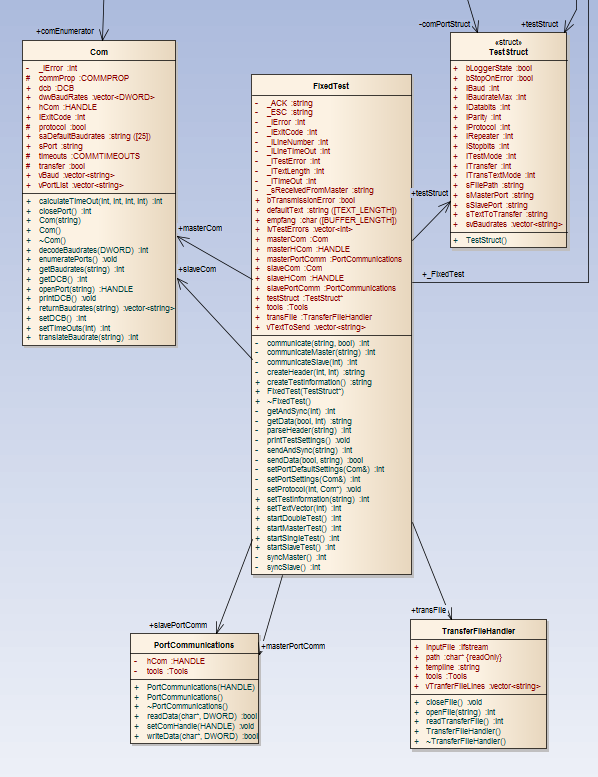 +comEnumerator
Com
- _lError :int
# commProp :COMMPROP
+ dcb :DCB
+ dwvBaudRates :vector<DWORD>
+ hCom :HANDLE
+ iExitCode :int
# protocol :bool
+ saDefaultBaudrates :string ([25])
+ sPort :string
# timeouts :COMMTIMEOUTS
# transfer :bool
+ vBaud :vector<string>
+ vPortList :vector<string>
+ calculateTimeOut(int, int, int, int) :int
+ closePort() :int
+ Com(string)
+ Com()
+ ~Com()
+ decodeBaudrates(DWORD) :int
+ enumeratePorts() :void
+ getBaudrates(string) :int
+ getDCB() :int
+ openPort(string) :HANDLE
+ printDCB() :void
+ returnBaudrates(string) :vector<string>
+ setDCB() :int
+ setTimeOuts(int) :int
+ translateBaudrate(string) :int
+masterCom
+slaveCom
FixedTest
- _ACK :string
- _ESC :string
- _iError :int
- _iExitCode :int
- _iLineNumber :int
- _iLineTimeOut :int
- _iTestError :int
- _iTextLength :int
- _iTimeOut :int
- _sReceivedFromMaster :string
+ bTransmissionError :bool
+ defaultText :string ([TEXT_LENGTH])
+ empfang :char ([BUFFER_LENGTH])
+ ivTestErrors :vector<int>
+ masterCom :Com
+ masterHCom :HANDLE
+ masterPortComm :PortCommunications
+ slaveCom :Com
+ slaveHCom :HANDLE
+ slavePortComm :PortCommunications
+ testStruct :TestStruct*
+ tools :Tools
+ transFile :TransferFileHandler
+ vTextToSend :vector<string>
- communicate(string, bool) :int
- communicateMaster(string) :int
- communicateSlave(int) :int
- createHeader(int, int) :string
+ createTestInformation() :string
+ FixedTest(TestStruct*)
+ ~FixedTest()
- getAndSync(int) :int
- getData(bool, int) :string
- parseHeader(string) :int
- printTestSettings() :void
- sendAndSync(string) :int
- sendData(bool, string) :bool
- setPortDefaultSettings(Com&) :int
- setPortSettings(Com&) :int
- setProtocol(int, Com*) :void
+ setTestInformation(string) :int
+ setTextVector(int) :int
+ startDoubleTest() :int
+ startMasterTest() :int
+ startSingleTest() :int
+ startSlaveTest() :int
- syncMaster() :int
- syncSlave() :int
-comPortStruct
+testStruct
«struct»
TestStruct
+ bLoggerState :bool
+ bStopOnError :bool
+ iBaud :int
+ iBaudrateMax :int
+ iDatabits :int
+ iParity :int
+ iProtocol :int
+ iRepeater :int
+ iStopbits :int
+ iTestMode :int
+ iTransfer :int
+ iTransTextMode :int
+ sFilePath :string
+ sMasterPort :string
+ sSlavePort :string
+ sTextToTransfer :string
+ svBaudrates :vector<string>
+ TestStruct()
+testStruct
+_FixedTest
+slavePortComm
+masterPortComm
PortCommunications
- hCom :HANDLE
- tools :Tools
+ PortCommunications(HANDLE)
+ PortCommunications()
+ ~PortCommunications()
+ readData(char*, DWORD) :bool
+ setComHandle(HANDLE) :void
+ writeData(char*, DWORD) :bool
+transFile
TransferFileHandler
+ inputFile :ifstream
+ path :char* {readOnly}
+ templine :string
+ tools :Tools
+ vTranferFileLines :vector<string>
+ closeFile() :void
+ openFile(string) :int
+ readTransferFile() :int
+ TransferFileHandler()
+ ~TransferFileHandler()